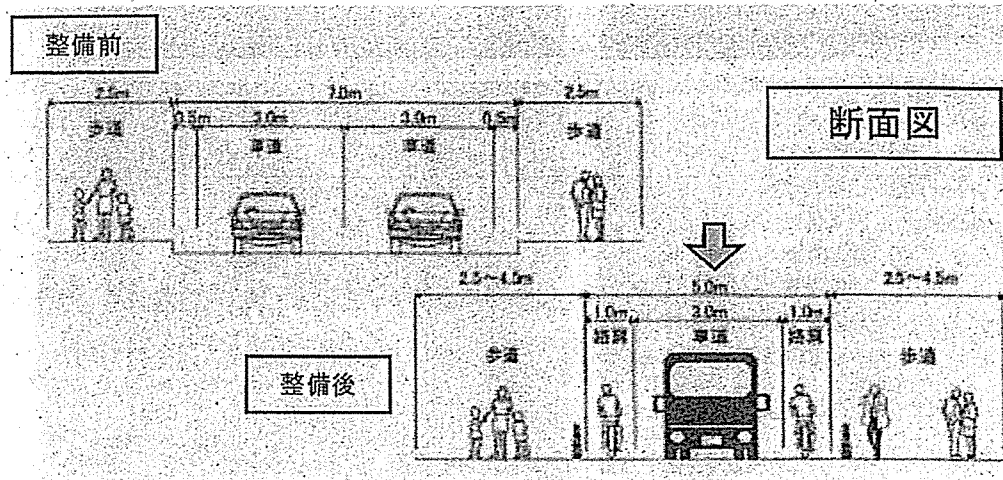 整備前
断面図
2.5m 7.0m 2.5m
歩道 0.5m 3.0m 3.0m 0.5m 歩道
車道 車道
2.5～4.5m 5.0m 2.5～4.5m
1.0m 3.0m 1.0m
歩道 路肩 車道 路肩 歩道
整備後